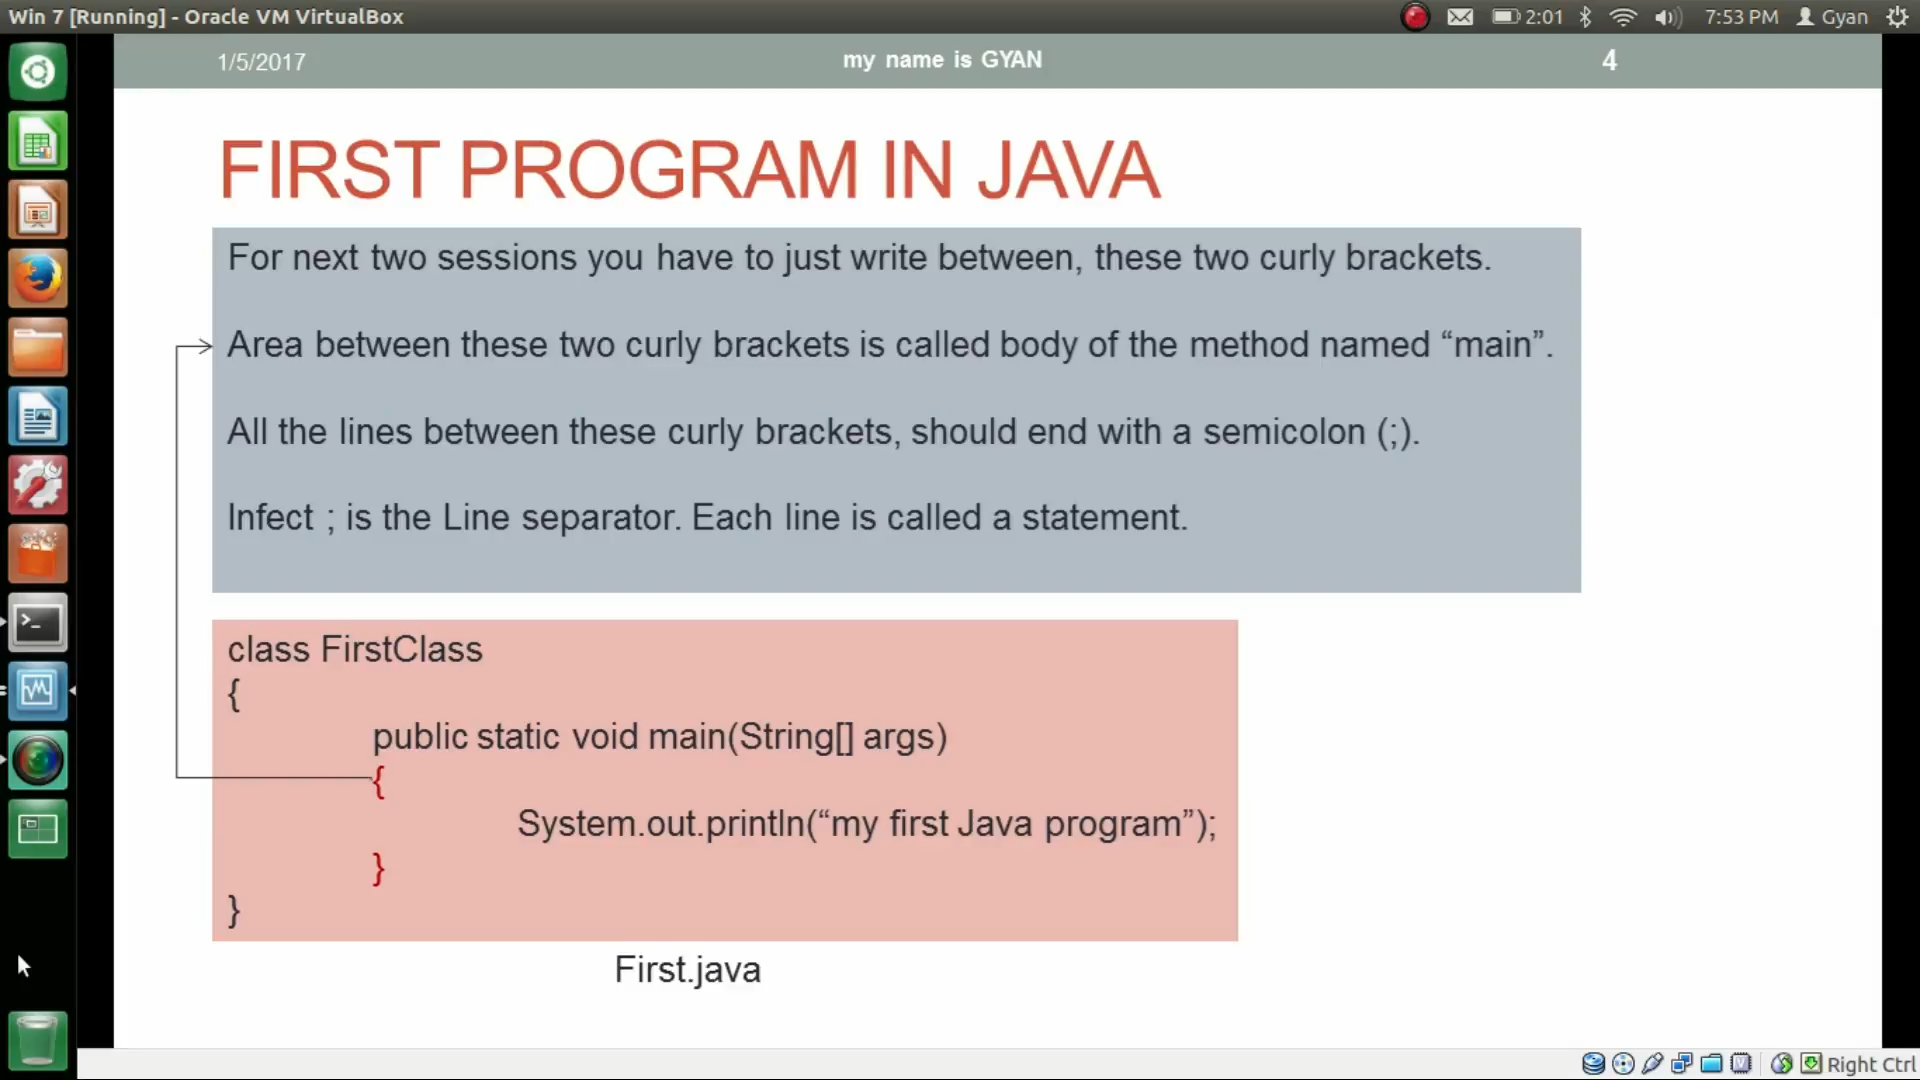 Win 7 [Running] - Oracle VM VirtualBox
2:01
7:53 PM
Gyan
1/5/2017
my name is GYAN
4
FIRST PROGRAM IN JAVA
For next two sessions you have to just write between, these two curly brackets.
Area between these two curly brackets is called body of the method named “main”.
All the lines between these curly brackets, should end with a semicolon (;).
Infect ; is the Line separator. Each line is called a statement.
class FirstClass
{
public static void main(String[] args)
{
System.out.println(“my first Java program”);
}
}
First.java
Right Ctrl